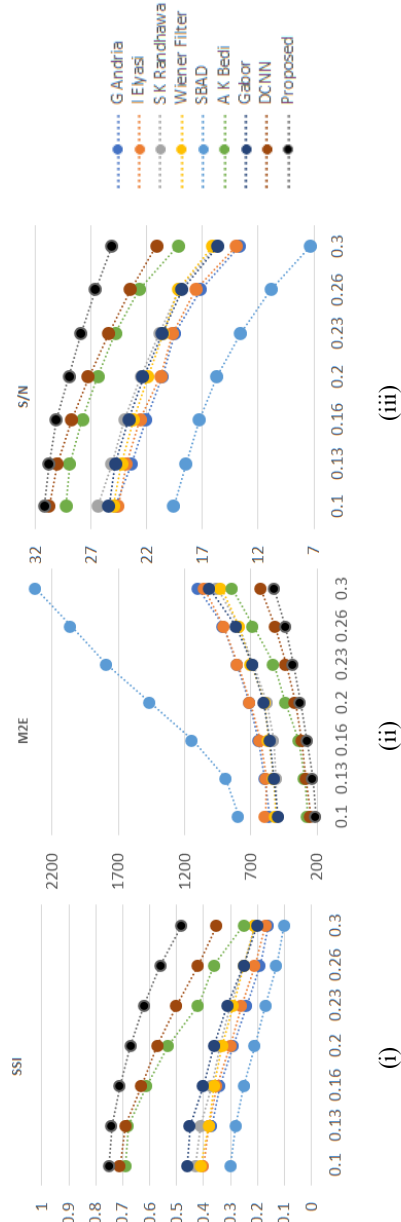 SSI
1
0.9
0.8
0.7
0.6
0.5
0.4
0.3
0.2
0.1
0
0.1 0.13 0.16 0.2 0.23 0.26 0.3
(i)
M2E
2200
1700
1200
700
200
0.1 0.13 0.16 0.2 0.23 0.26 0.3
(ii)
S/N
32
27
22
17
12
7
0.1 0.13 0.16 0.2 0.23 0.26 0.3
(iii)
G Andria
I Elyasi
S K Randhawa
Wiener Filter
SBAD
A K Bedi
Gabor
DCNN
Proposed